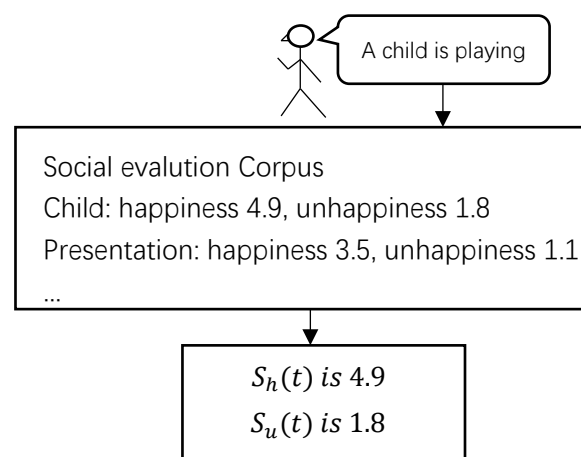 A child is playing
Social evalution Corpus
Child: happiness 4.9, unhappiness 1.8
Presentation: happiness 3.5, unhappiness 1.1
...
S_h(t) is 4.9
S_u(t) is 1.8